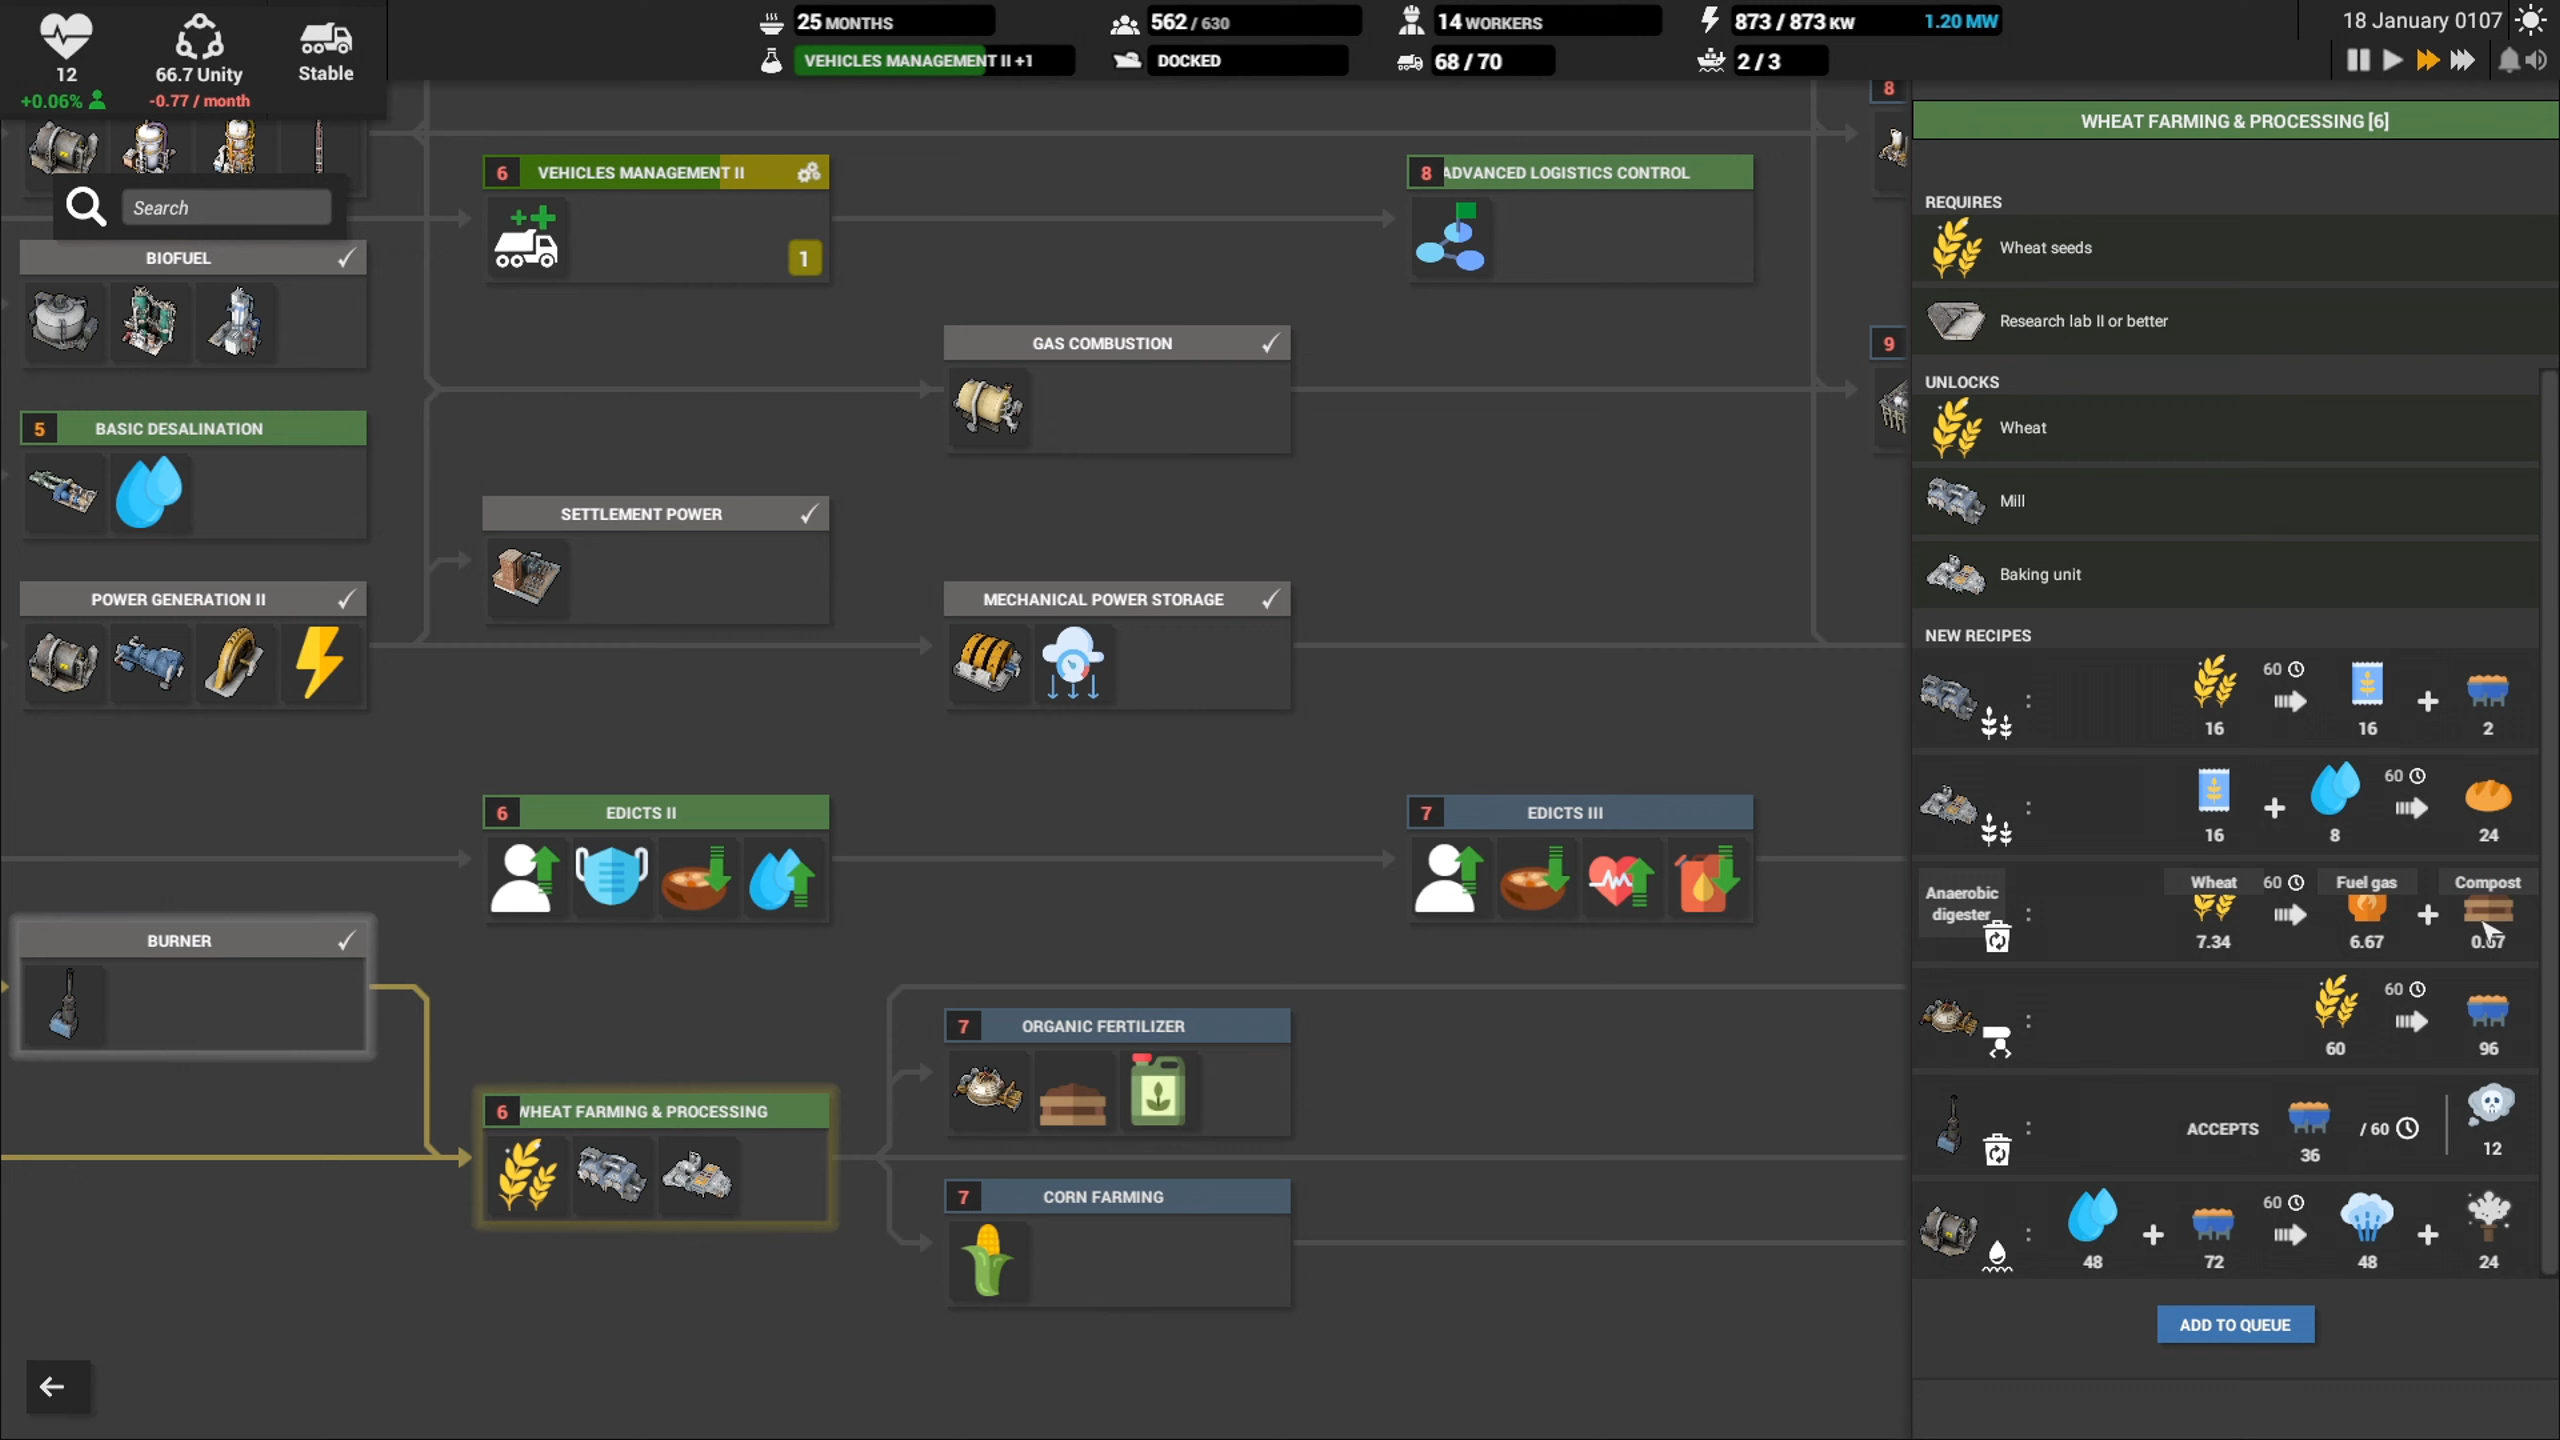 25 MONTHS
562 / 630
14 WORKERS
873 / 873 KW
1.20 MW
18 January 0107
12
66.7 Unity
Stable
VEHICLES MANAGEMENT II +1
DOCKED
68 / 70
2 / 3
+0.06%
-0.77 / month
8
WHEAT FARMING & PROCESSING [6]
6
VEHICLES MANAGEMENT II
8
ADVANCED LOGISTICS CONTROL
REQUIRES
Search
Wheat seeds
BIOFUEL
1
Research lab II or better
GAS COMBUSTION
9
UNLOCKS
5
BASIC DESALINATION
Wheat
SETTLEMENT POWER
Mill
Baking unit
POWER GENERATION II
MECHANICAL POWER STORAGE
NEW RECIPES
60
:
+
16
16
2
6
EDICTS II
7
EDICTS III
60
:
+
16
8
24
Anaerobic
digester
:
Wheat
60
Fuel gas
Compost
+
7.34
6.67
0.67
BURNER
60
:
60
96
7
ORGANIC FERTILIZER
6
WHEAT FARMING & PROCESSING
:
ACCEPTS
36
/ 60
12
7
CORN FARMING
60
:
+
+
48
72
48
24
ADD TO QUEUE